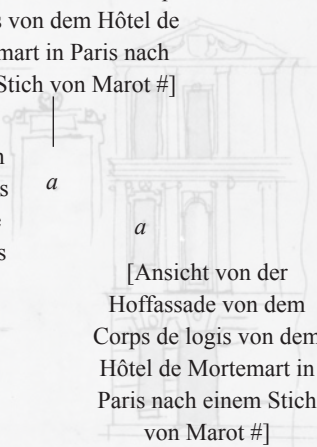 von dem Hôtel de
in Paris nach
Stich von Marot #]
a
a
[Ansicht von der
Hoffassade von dem
Corps de logis von dem
Hôtel de Mortemart in
Paris nach einem Stich
von Marot #]